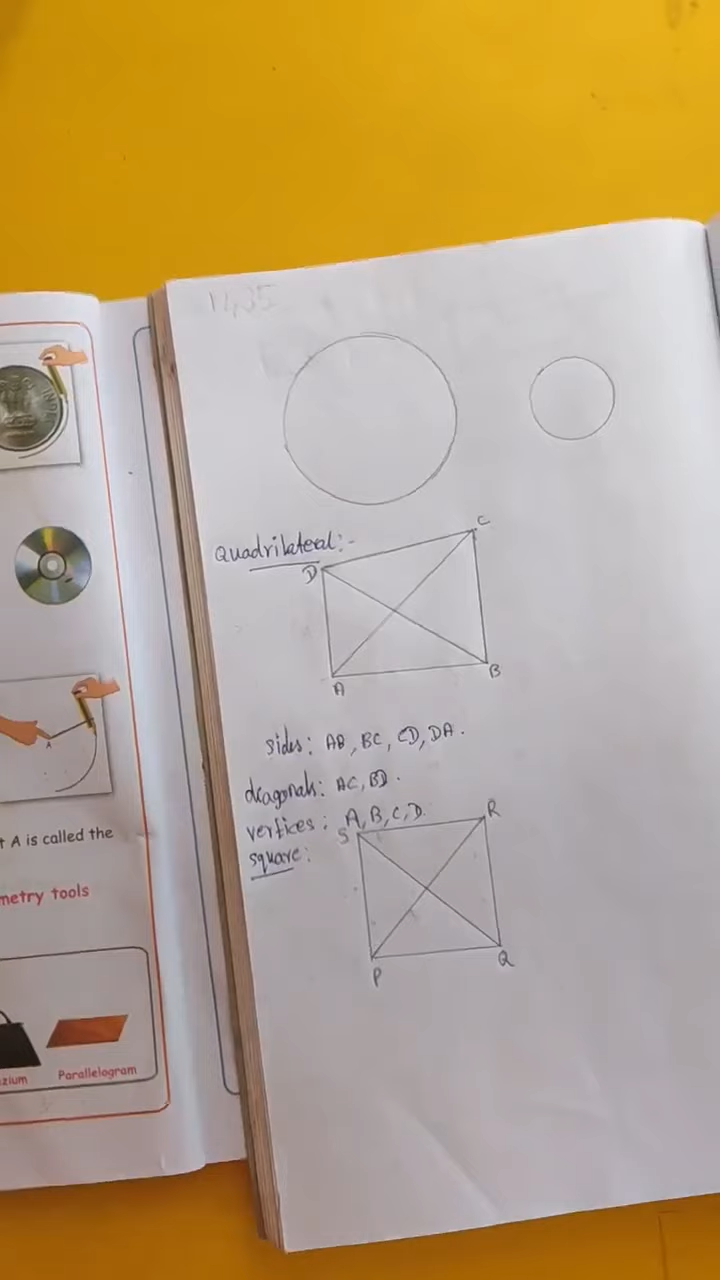 t A is called the
metry tools
zium
Parallelogram
Quadrilateral:-
C
D
A
B
sides: AB, BC, CD, DA.
diagonals: AC, BD.
vertices: A, B, C, D.
square:
S
R
P
Q